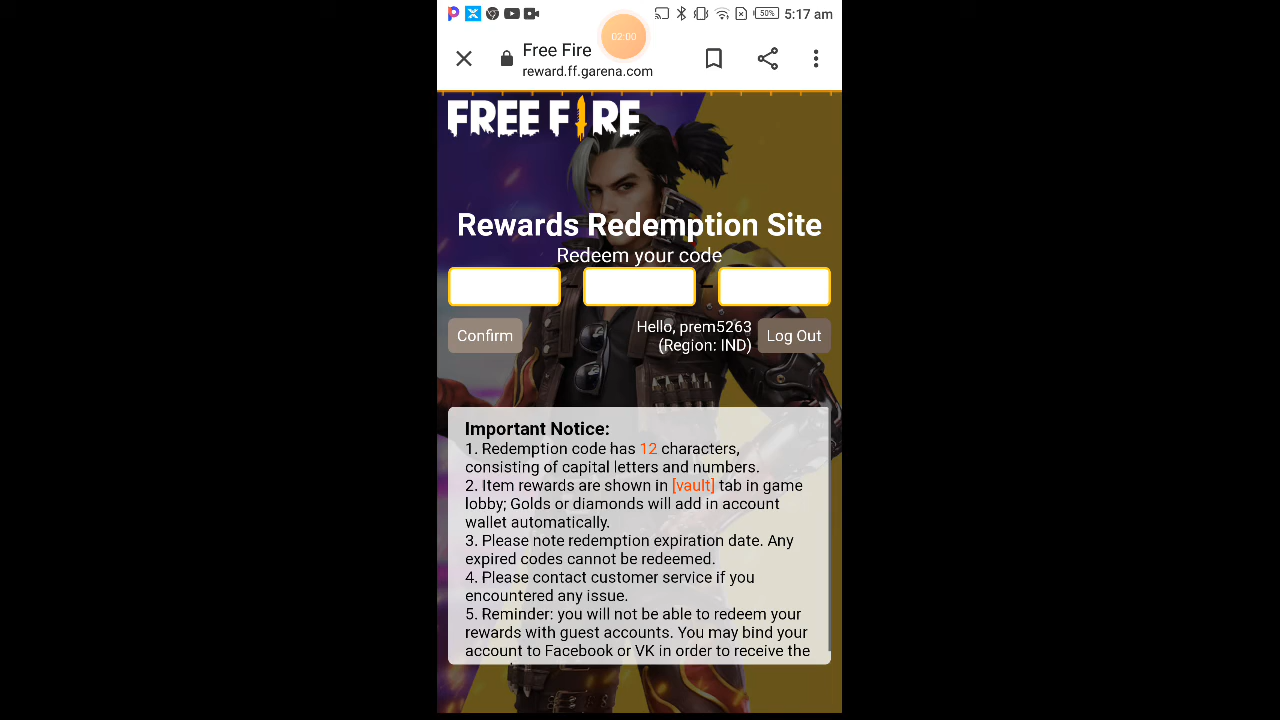 50% 5:17 am
02:00
Free Fire
reward.ff.garena.com
FREE FIRE
Rewards Redemption Site
Redeem your code
Confirm
Hello, prem5263
(Region: IND)
Log Out
Important Notice:
1. Redemption code has 12 characters,
consisting of capital letters and numbers.
2. Item rewards are shown in [vault] tab in game
lobby; Golds or diamonds will add in account
wallet automatically.
3. Please note redemption expiration date. Any
expired codes cannot be redeemed.
4. Please contact customer service if you
encountered any issue.
5. Reminder: you will not be able to redeem your
rewards with guest accounts. You may bind your
account to Facebook or VK in order to receive the